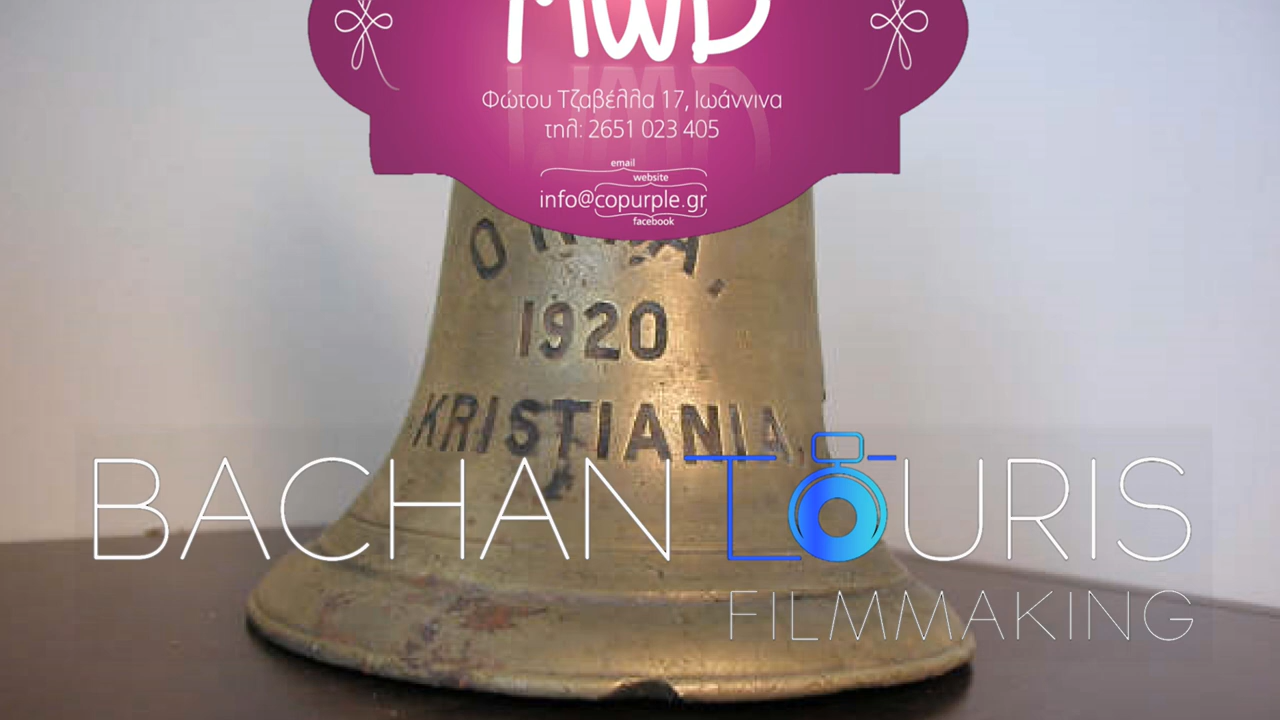 MWD
Φώτου Τζαβέλλα 17, Ιωάννινα
τηλ: 2651 023 405
email
website
info@copurple.gr
facebook
1920
KRISTIANIA.
BACHANTOURIS
FILMMAKING